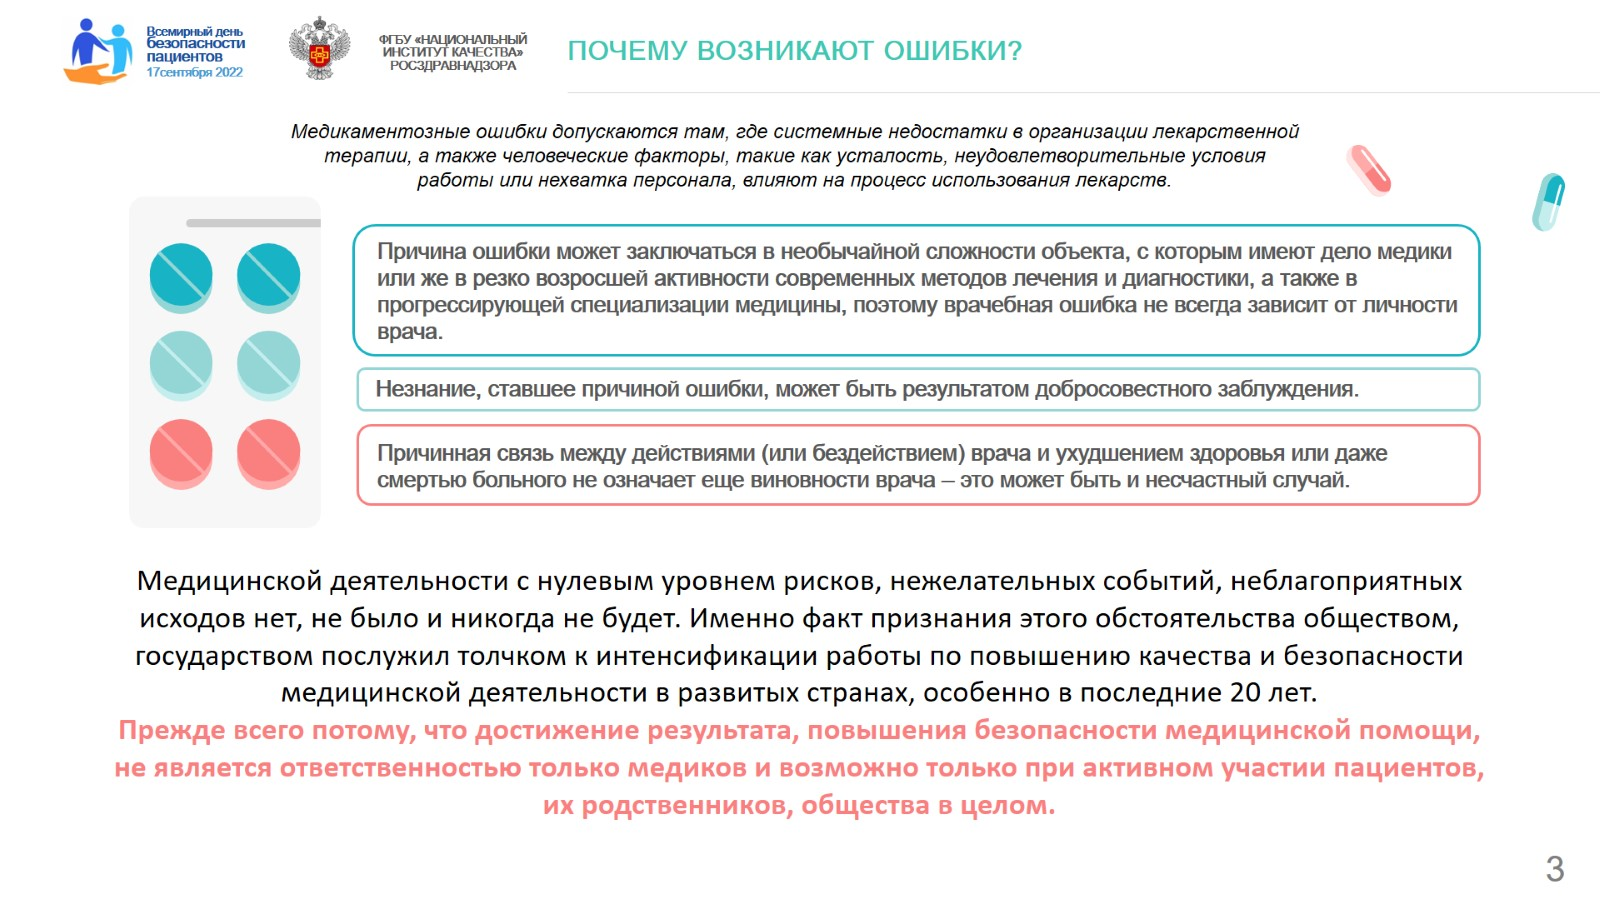 Всемирный день
безопасности
пациентов
17сентября 2022
ФГБУ «НАЦИОНАЛЬНЫЙ
ИНСТИТУТ КАЧЕСТВА»
РОСЗДРАВНАДЗОРА
ПОЧЕМУ ВОЗНИКАЮТ ОШИБКИ?
Медикаментозные ошибки допускаются там, где системные недостатки в организации лекарственной
терапии, а также человеческие факторы, такие как усталость, неудовлетворительные условия
работы или нехватка персонала, влияют на процесс использования лекарств.
Причина ошибки может заключаться в необычайной сложности объекта, с которым имеют дело медики
или же в резко возросшей активности современных методов лечения и диагностики, а также в
прогрессирующей специализации медицины, поэтому врачебная ошибка не всегда зависит от личности
врача.
Незнание, ставшее причиной ошибки, может быть результатом добросовестного заблуждения.
Причинная связь между действиями (или бездействием) врача и ухудшением здоровья или даже
смертью больного не означает еще виновности врача – это может быть и несчастный случай.
Медицинской деятельности с нулевым уровнем рисков, нежелательных событий, неблагоприятных
исходов нет, не было и никогда не будет. Именно факт признания этого обстоятельства обществом,
государством послужил толчком к интенсификации работы по повышению качества и безопасности
медицинской деятельности в развитых странах, особенно в последние 20 лет.
Прежде всего потому, что достижение результата, повышения безопасности медицинской помощи,
не является ответственностью только медиков и возможно только при активном участии пациентов,
их родственников, общества в целом.
3